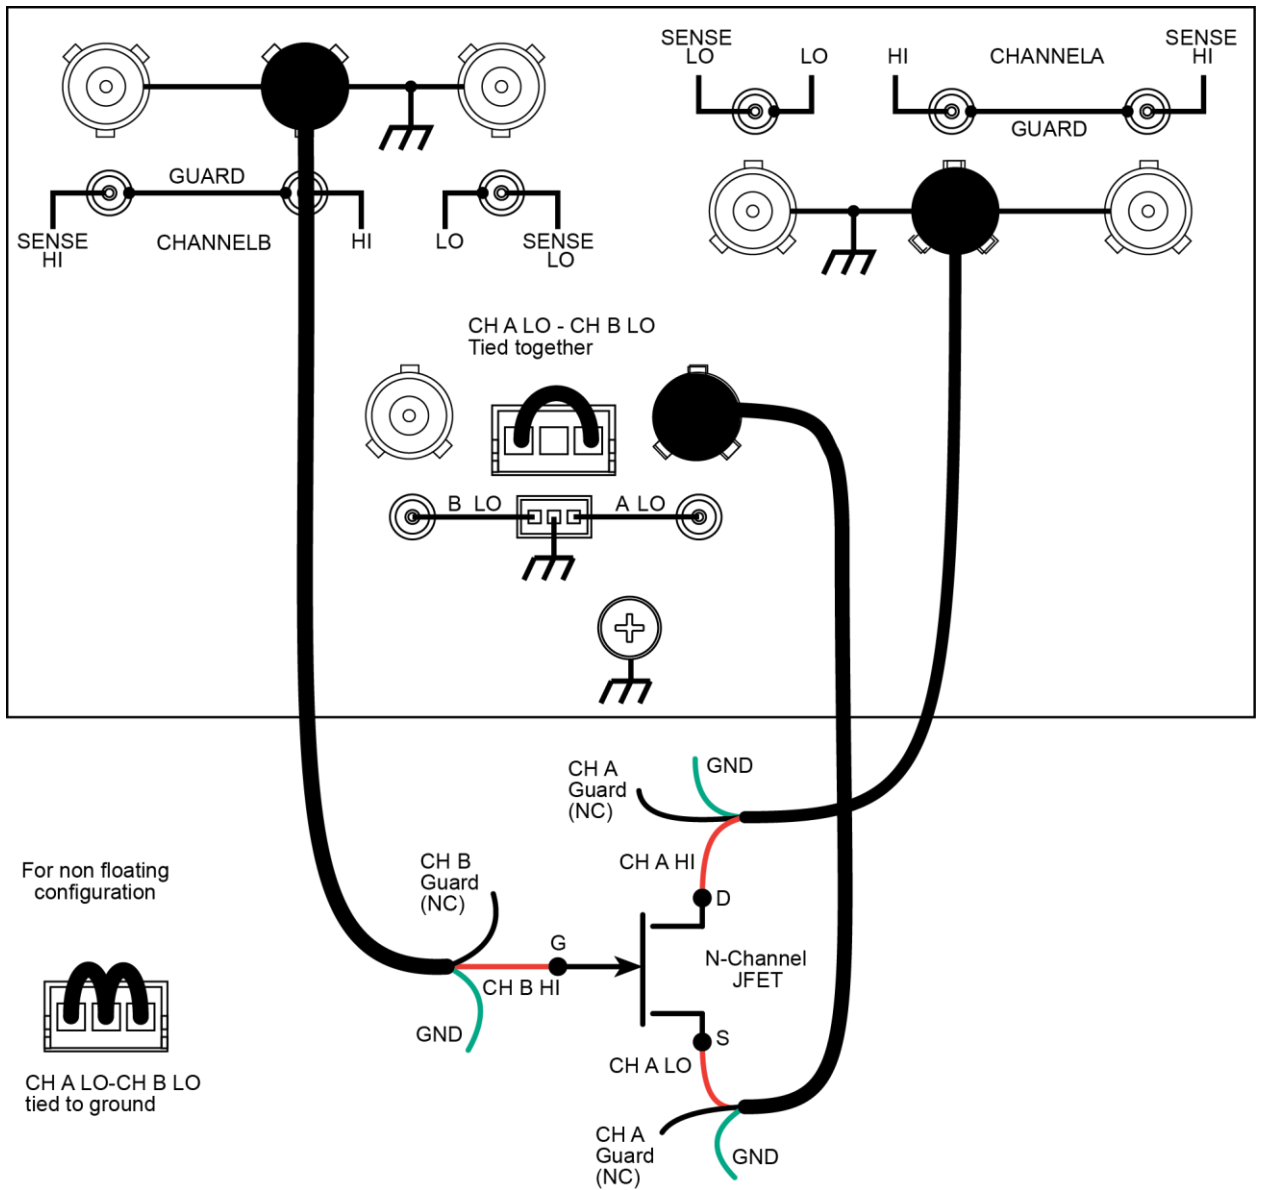 SENSE
LO
LO
HI
CHANNELA
SENSE
HI
GUARD
GUARD
SENSE
HI
CHANNELB
HI
LO
SENSE
LO
CH A LO - CH B LO
Tied together
B LO
A LO
CH A
Guard
(NC)
GND
CH A HI
D
For non floating
configuration
CH B
Guard
(NC)
G
CH B HI
N-Channel
JFET
GND
S
CH A LO
CH A LO-CH B LO
tied to ground
CH A
Guard
(NC)
GND